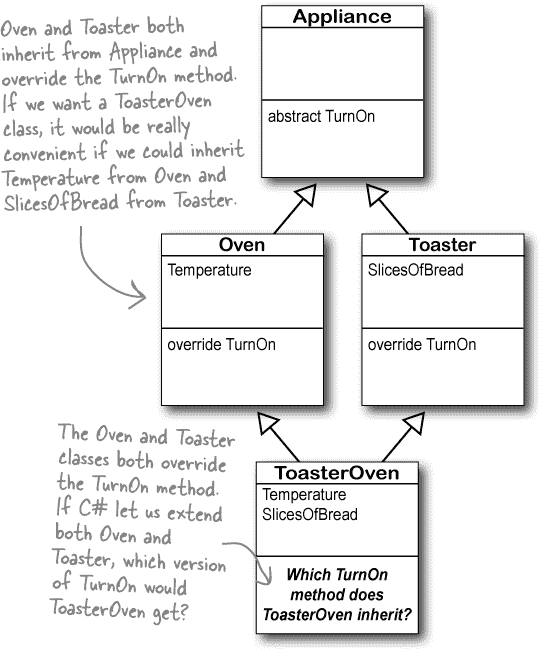 Appliance
abstract TurnOn
Oven and Toaster both
inherit from Appliance and
override the TurnOn method.
If we want a ToasterOven
class, it would be really
convenient if we could inherit
Temperature from Oven and
SlicesOfBread from Toaster.
Oven
Temperature
override TurnOn
Toaster
SlicesOfBread
override TurnOn
The Oven and Toaster
classes both override
the TurnOn method.
If C# let us extend
both Oven and
Toaster, which version
of TurnOn would
ToasterOven get?
ToasterOven
Temperature
SlicesOfBread
Which TurnOn
method does
ToasterOven inherit?